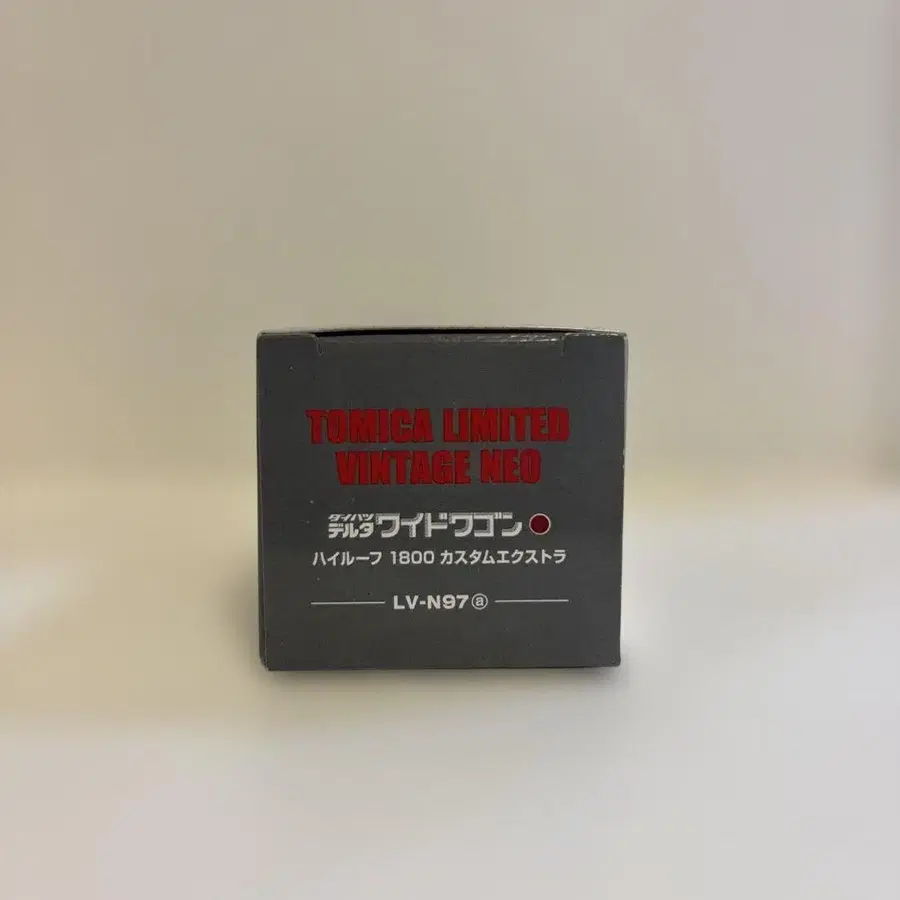 TOMICA LIMITED
VINTAGE NEO
ダイハツ
デルタワイドワゴン
ハイルーフ 1800 カスタムエクストラ
LV-N97ⓐ